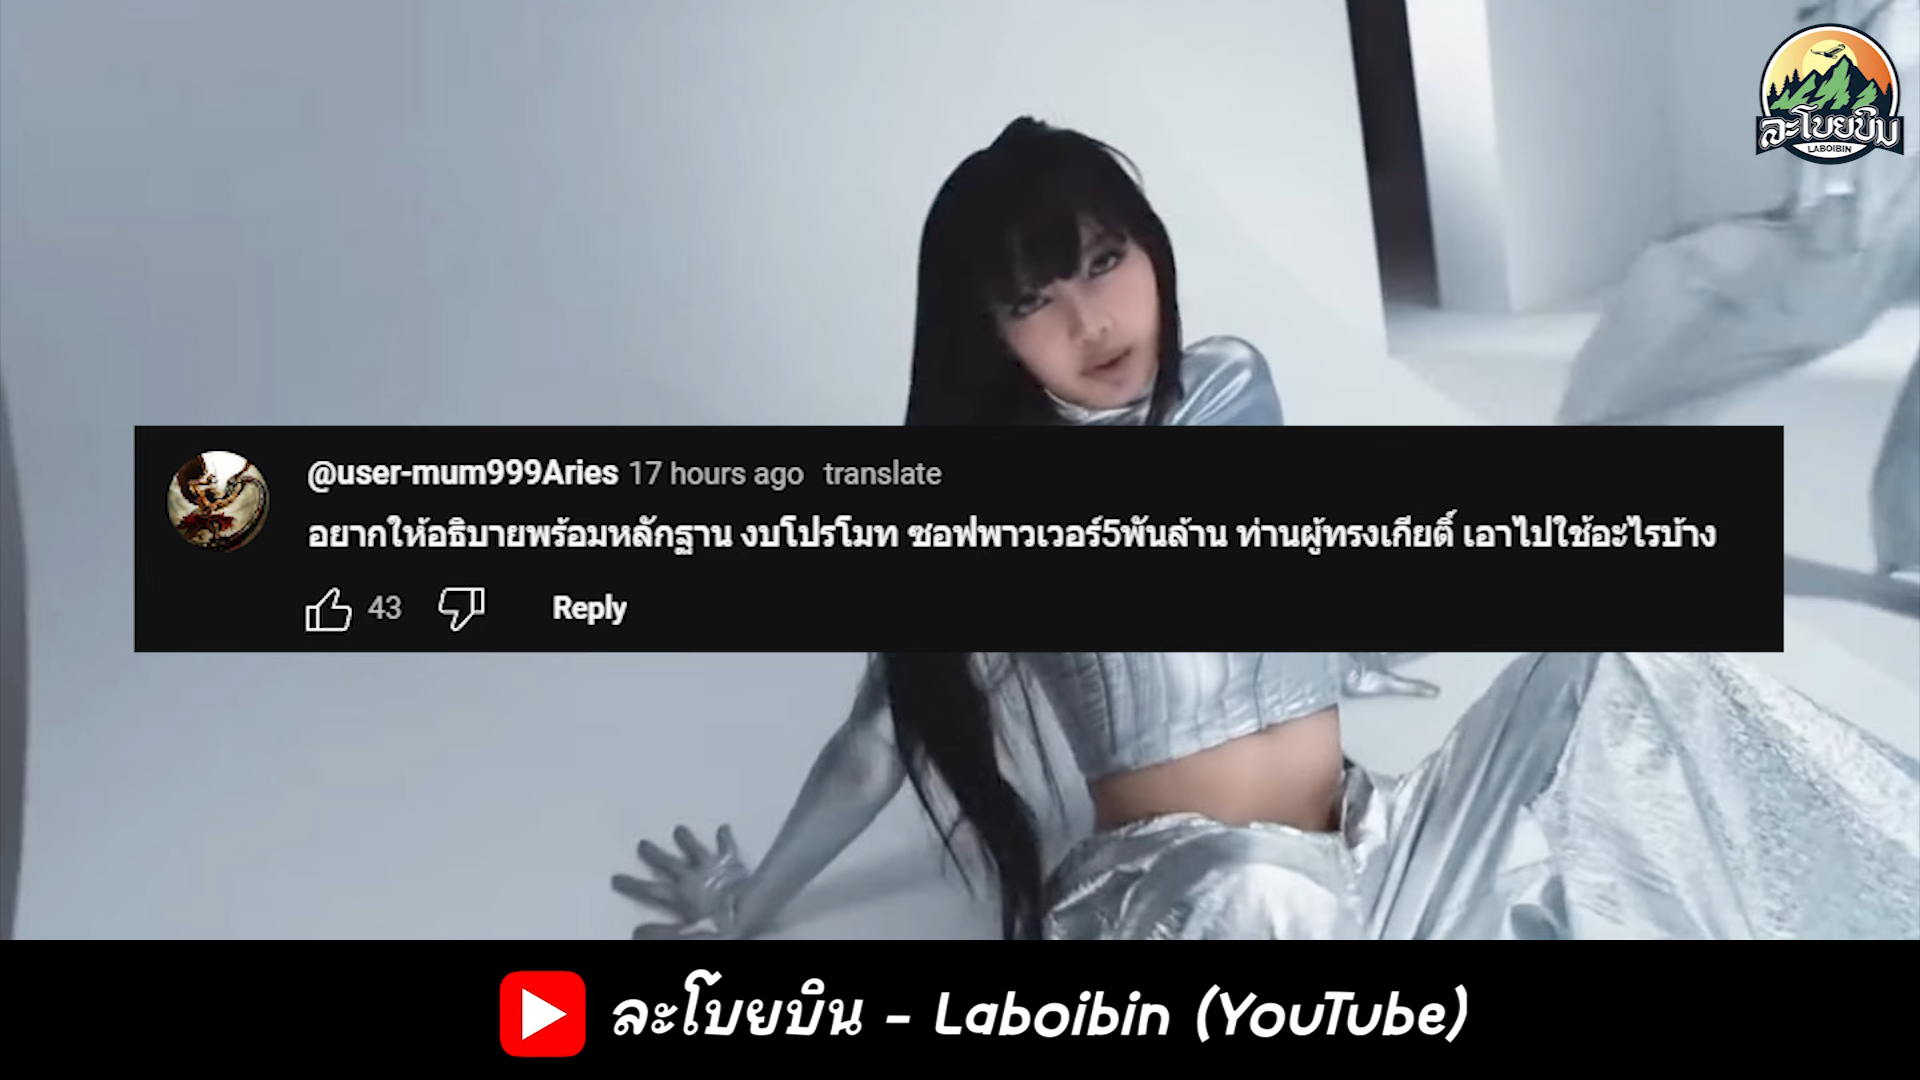 ละโบยบิน
LABOIBIN
@user-mum999Aries 17 hours ago translate
อยากให้อธิบายพร้อมหลักฐาน งบโปรโมท ซอฟพาวเวอร์5พันล้าน ท่านผู้ทรงเกียติ์ เอาไปใช้อะไรบ้าง
43 Reply
ละโบยบิน - Laboibin (YouTube)